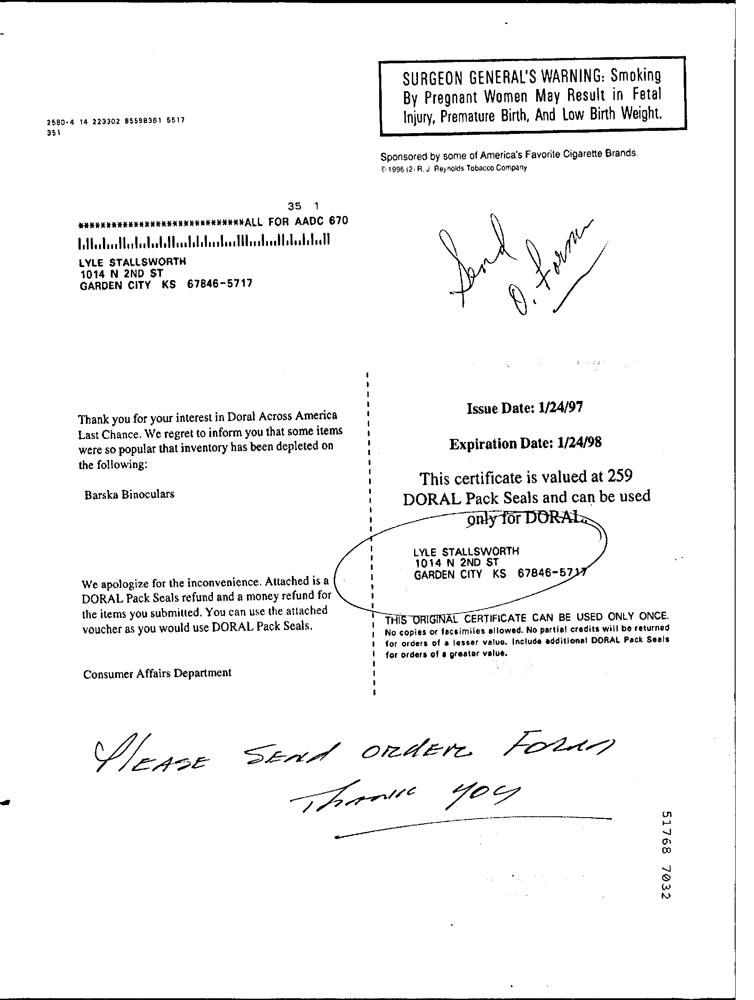 SURGEON GENERAL'S WARNING: Smoking
By Pregnant Women May Result in Fetal
Injury, Premature Birth, And Low Birth Weight.
2580-4 14 223302 85598361 5517
351
Sponsored by some of America's Favorite Cigarette Brands.
© 1996 (2) R. J. Reynolds Tobacco Company
35 1
******************************ALL FOR AADC 670
LYLE STALLSWORTH
1014 N 2ND ST
GARDEN CITY KS 67846-5717
Send
O. Form
Thank you for your interest in Doral Across America
Last Chance. We regret to inform you that some items
were so popular that inventory has been depleted on
the following:
Barska Binoculars
We apologize for the inconvenience. Attached is a
DORAL Pack Seals refund and a money refund for
the items you submitted. You can use the attached
voucher as you would use DORAL Pack Seals.
Consumer Affairs Department
Issue Date: 1/24/97
Expiration Date: 1/24/98
This certificate is valued at 259
DORAL Pack Seals and can be used
only for DORAL.
LYLE STALLSWORTH
1014 N 2ND ST
GARDEN CITY KS 67846-5717
THIS ORIGINAL CERTIFICATE CAN BE USED ONLY ONCE.
No copies or facsimiles allowed. No partial credits will be returned
for orders of a lesser value. Include additional DORAL Pack Seals
for orders of a greater value.
PLEASE SEND ORDER FORM
Thank you
51768 7032